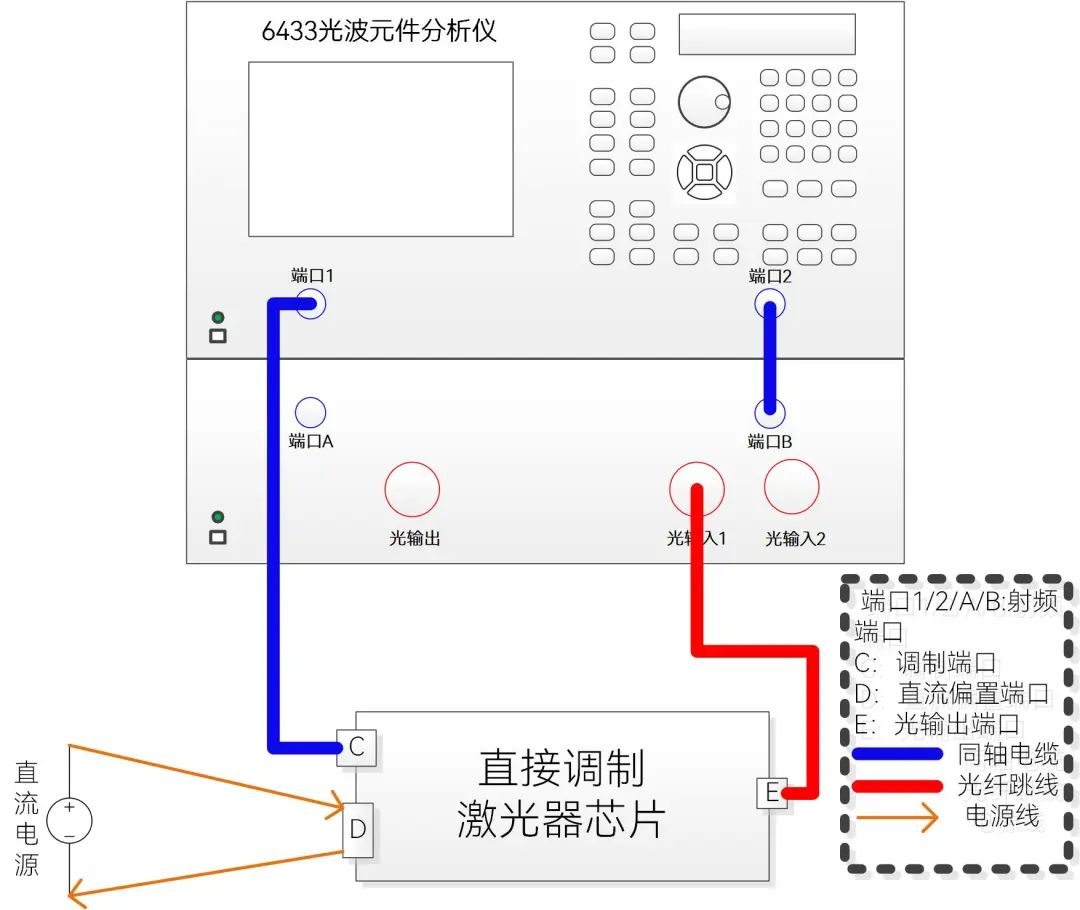 6433光波元件分析仪
端口1
端口2
端口A
端口B
光输出
光输入1
光输入2
端口1/2/A/B:射频
端口
C: 调制端口
D: 直流偏置端口
E: 光输出端口
同轴电缆
光纤跳线
电源线
C
直接调制
激光器芯片
E
D
直
流
电
源
+
−